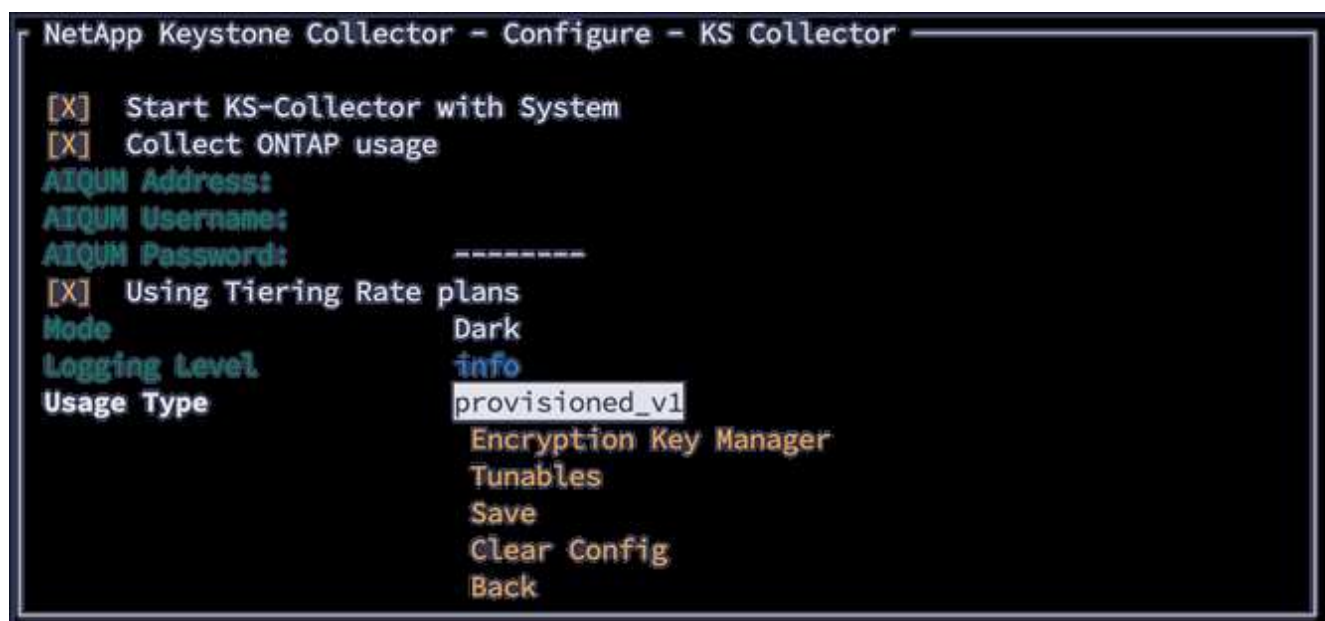 NetApp Keystone Collector - Configure - KS Collector
[X] Start KS-Collector with System
[X] Collect ONTAP usage
AIQUM Address:
AIQUM Username:
AIQUM Password: --------
[X] Using Tiering Rate plans
Mode Dark
Logging Level info
Usage Type provisioned_v1
Encryption Key Manager
Tunables
Save
Clear Config
Back